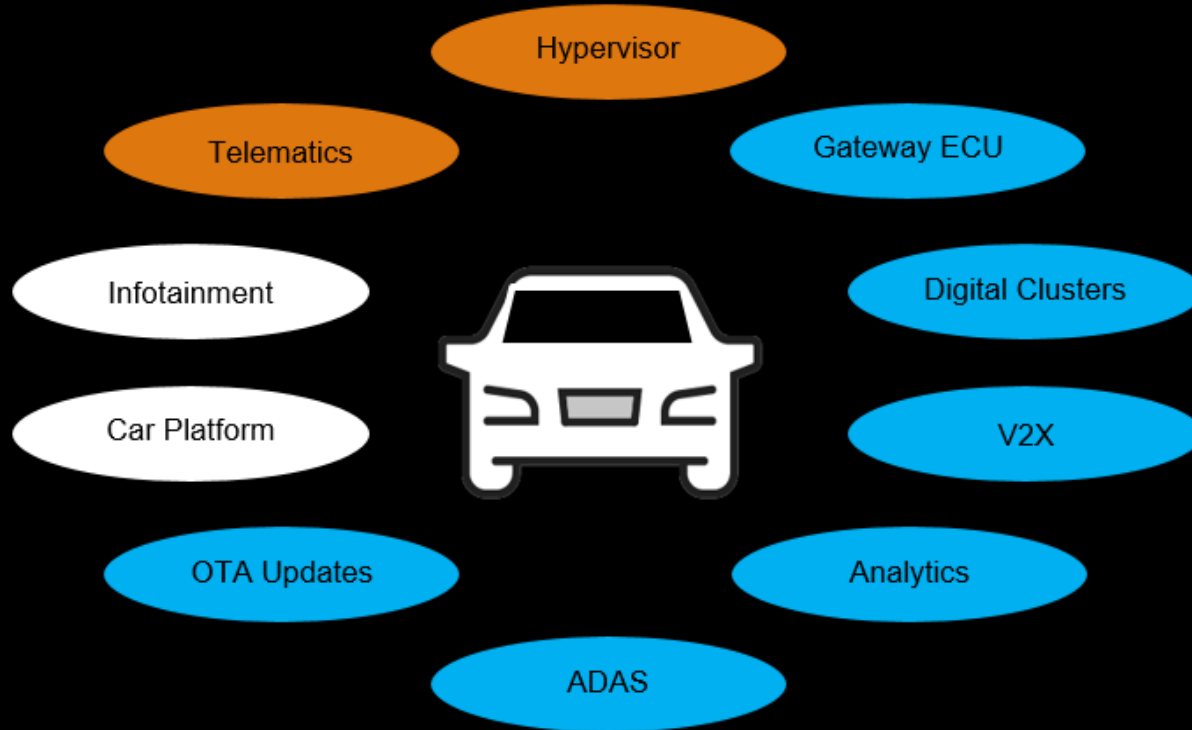 Hypervisor
Telematics
Gateway ECU
Infotainment
Digital Clusters
Car Platform
V2X
OTA Updates
Analytics
ADAS